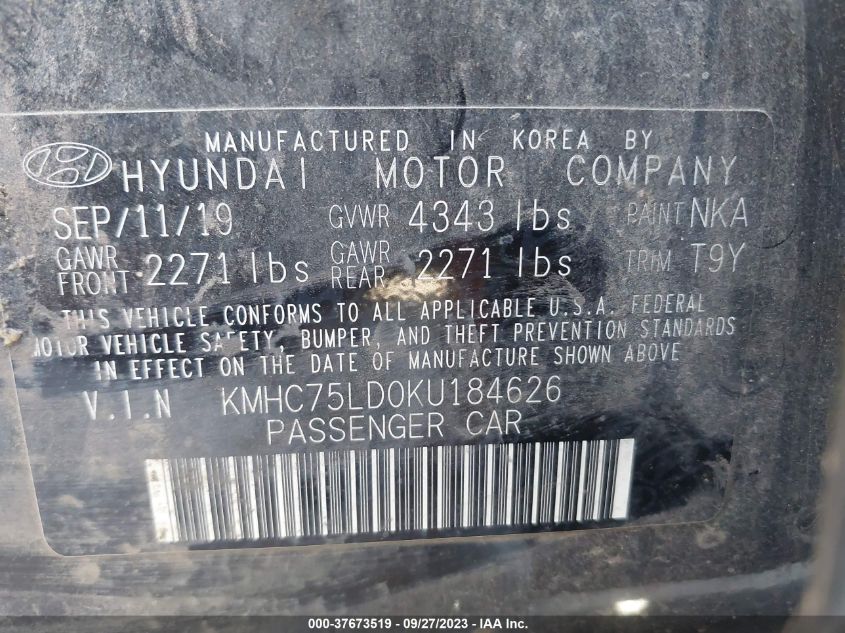 MANUFACTURED IN KOREA BY
HYUNDAI MOTOR COMPANY
SEP/11/19 GVWR 4343 lbs PAINT NKA
GAWR FRONT 2271 lbs GAWR REAR 2271 lbs TRIM T9Y
THIS VEHICLE CONFORMS TO ALL APPLICABLE U.S.A. FEDERAL
MOTOR VEHICLE SAFETY, BUMPER, AND THEFT PREVENTION STANDARDS
IN EFFECT ON THE DATE OF MANUFACTURE SHOWN ABOVE.
V.I.N KMHC75LD0KU184626
PASSENGER CAR
000-37673519 - 09/27/2023 - IAA Inc.